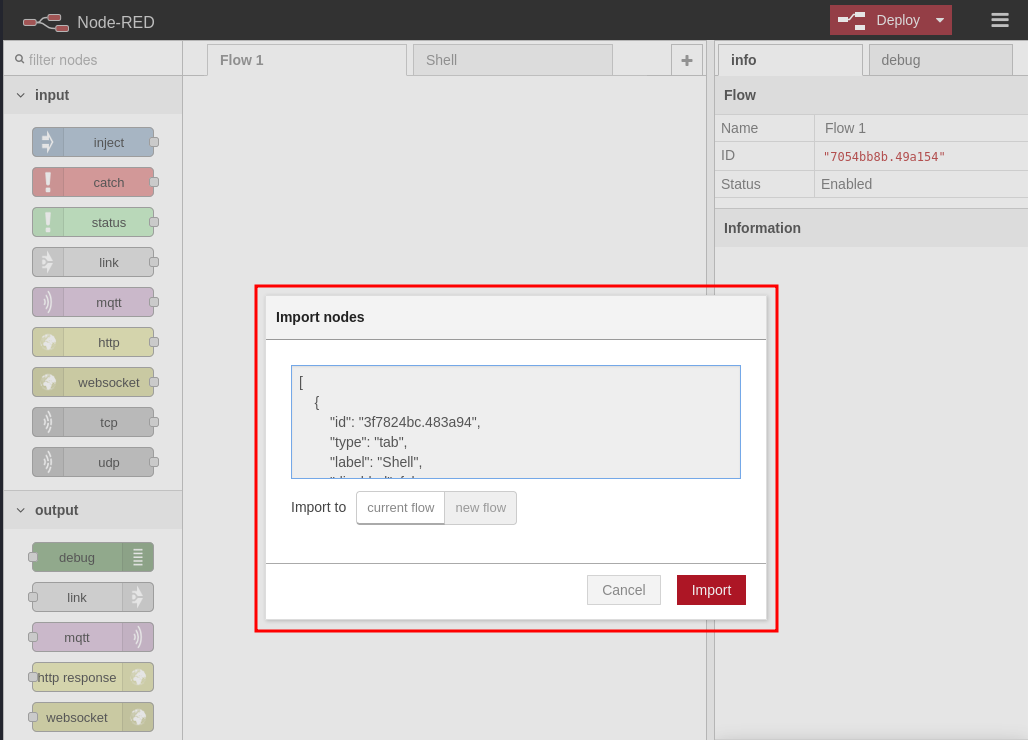 Node-RED
Deploy
filter nodes
Flow 1
Shell
info
debug
input
inject
catch
status
link
mqtt
http
websocket
tcp
udp
output
debug
link
mqtt
http response
websocket
Flow
Name Flow 1
ID "7054bb8b.49a154"
Status Enabled
Information
Import nodes
[
{
"id": "3f7824bc.483a94",
"type": "tab",
"label": "Shell",
Import to current flow new flow
Cancel Import